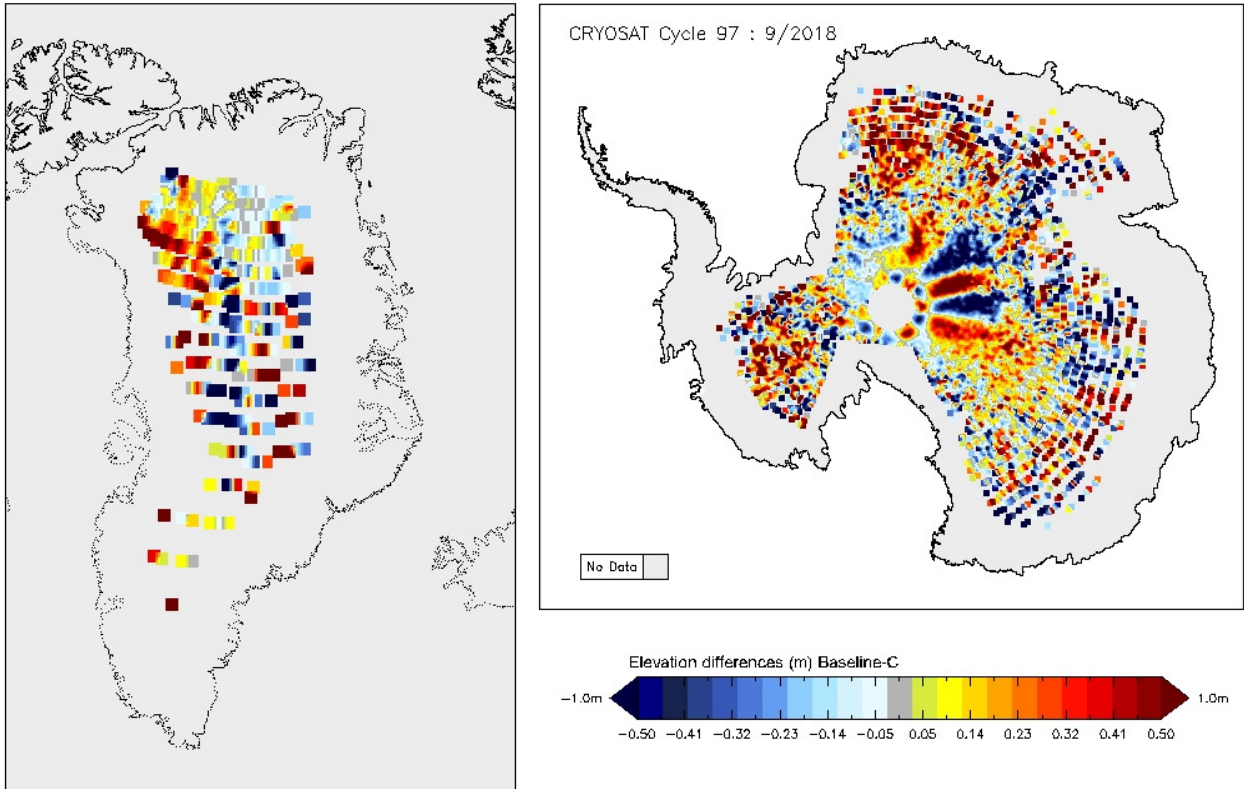 CRYOSAT Cycle 97 : 9/2018
No Data
Elevation differences (m) Baseline-C
-1.0m 1.0m
-0.50 -0.41 -0.32 -0.23 -0.14 -0.05 0.05 0.14 0.23 0.32 0.41 0.50